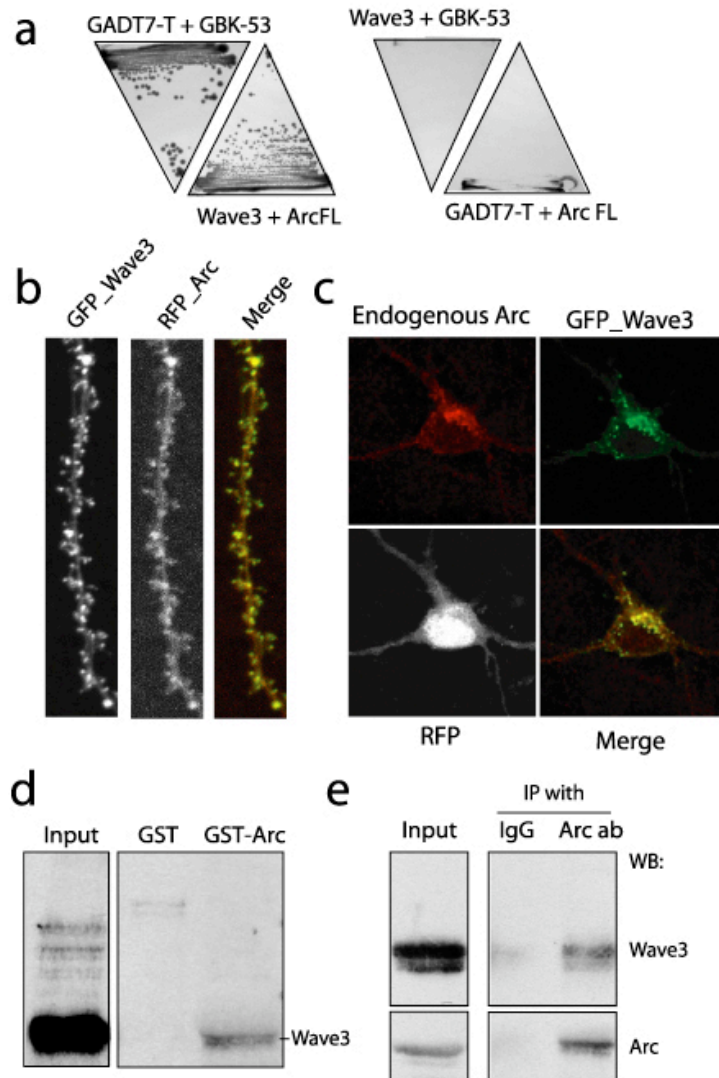 a
GADT7-T + GBK-53
Wave3 + ArcFL
Wave3 + GBK-53
GADT7-T + Arc FL
b
GFP_Wave3
RFP_Arc
Merge
c
Endogenous Arc
GFP_Wave3
RFP
Merge
d
Input
GST
GST-Arc
Wave3
e
IP with
Input
IgG
Arc ab
WB:
Wave3
Arc